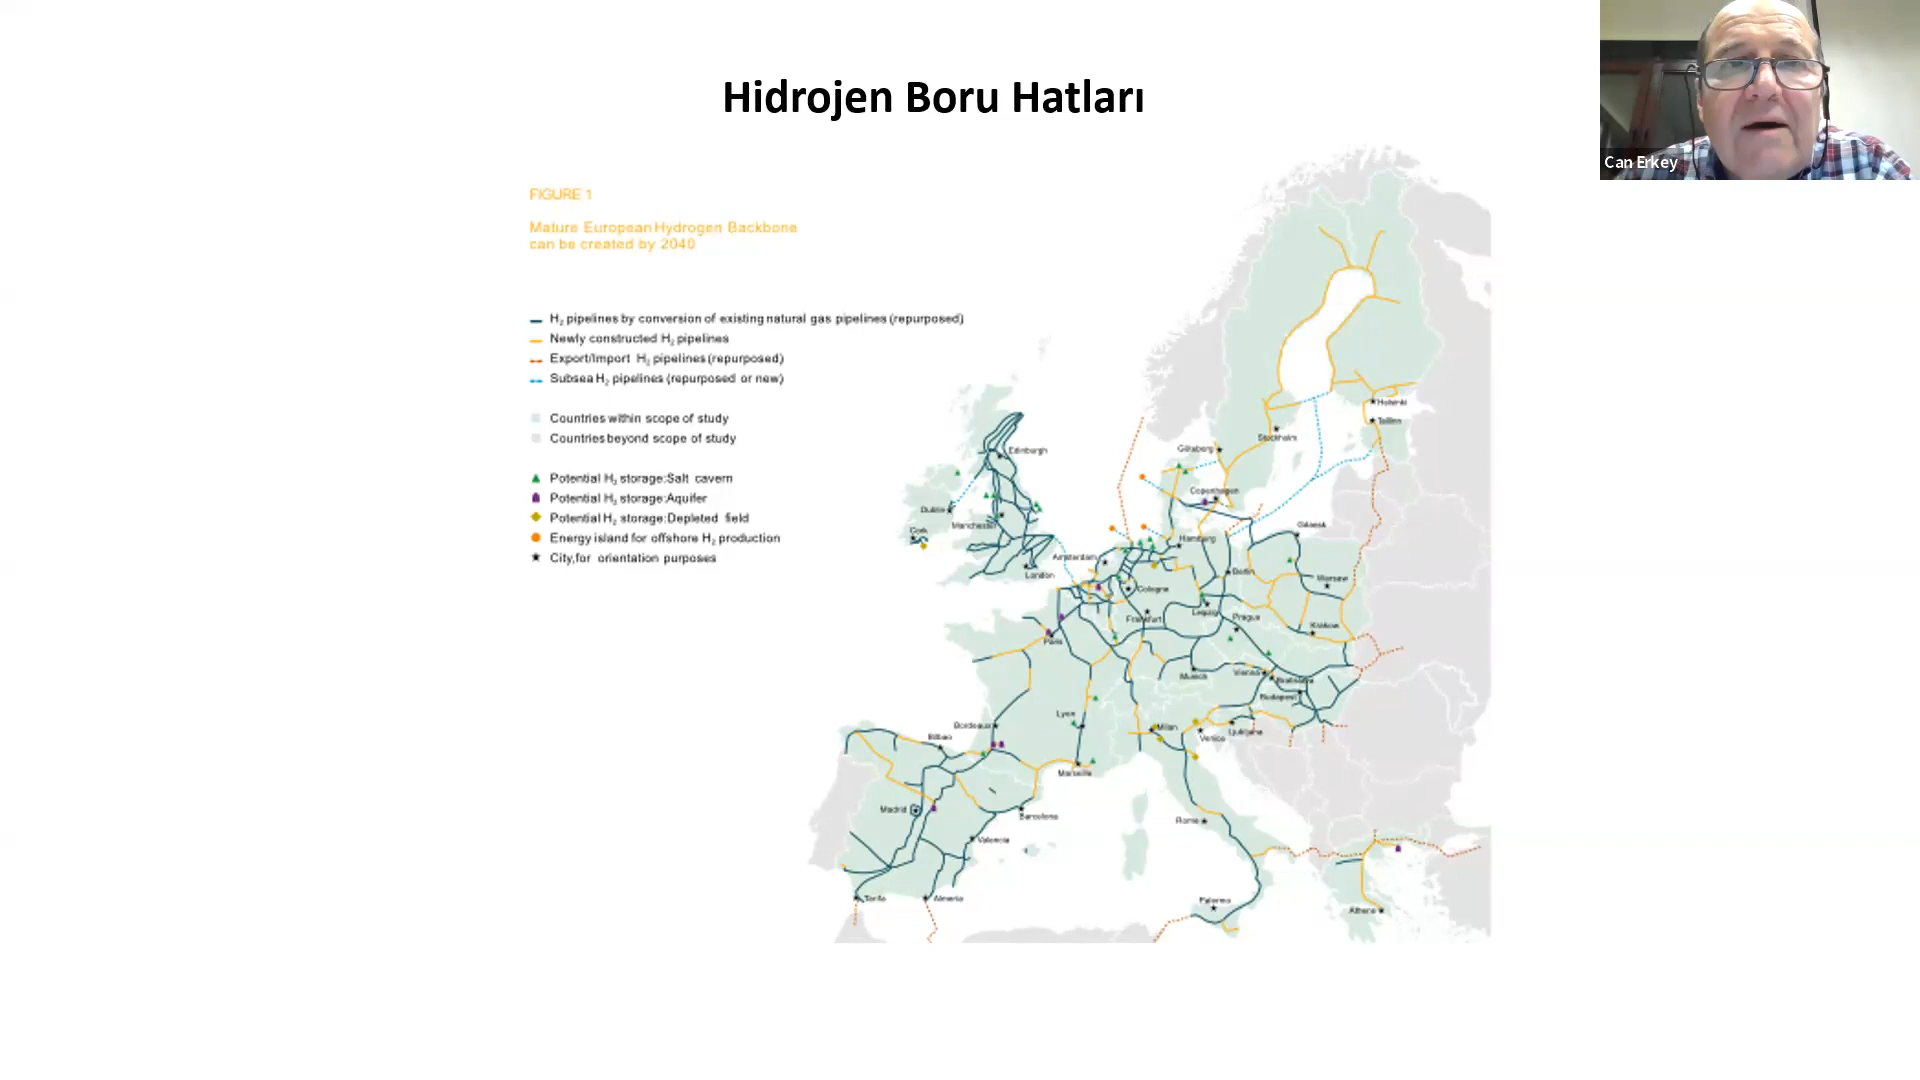 Hidrojen Boru Hatları
Can Erkey
FIGURE 1
Mature European Hydrogen Backbone
can be created by 2040
H₂ pipelines by conversion of existing natural gas pipelines (repurposed)
Newly constructed H₂ pipelines
Export/Import H₂ pipelines (repurposed)
Subsea H₂ pipelines (repurposed or new)
Countries within scope of study
Countries beyond scope of study
Potential H₂ storage: Salt cavern
Potential H₂ storage: Aquifer
Potential H₂ storage: Depleted field
Energy island for offshore H₂ production
City, for orientation purposes
Helsinki
Tallinn
Stockholm
Edinburgh
Göteborg
Copenhagen
Dublin
Manchester
Gdansk
Cork
Hamburg
Amsterdam
London
Berlin
Warsaw
Cologne
Leipzig
Frankfurt
Prague
Krakow
Paris
Munich
Vienna
Bratislava
Budapest
Lyon
Bordeaux
Milan
Venice
Ljubljana
Bilbao
Marseille
Madrid
Barcelona
Rome
Valencia
Tarifa
Almeria
Palermo
Athens